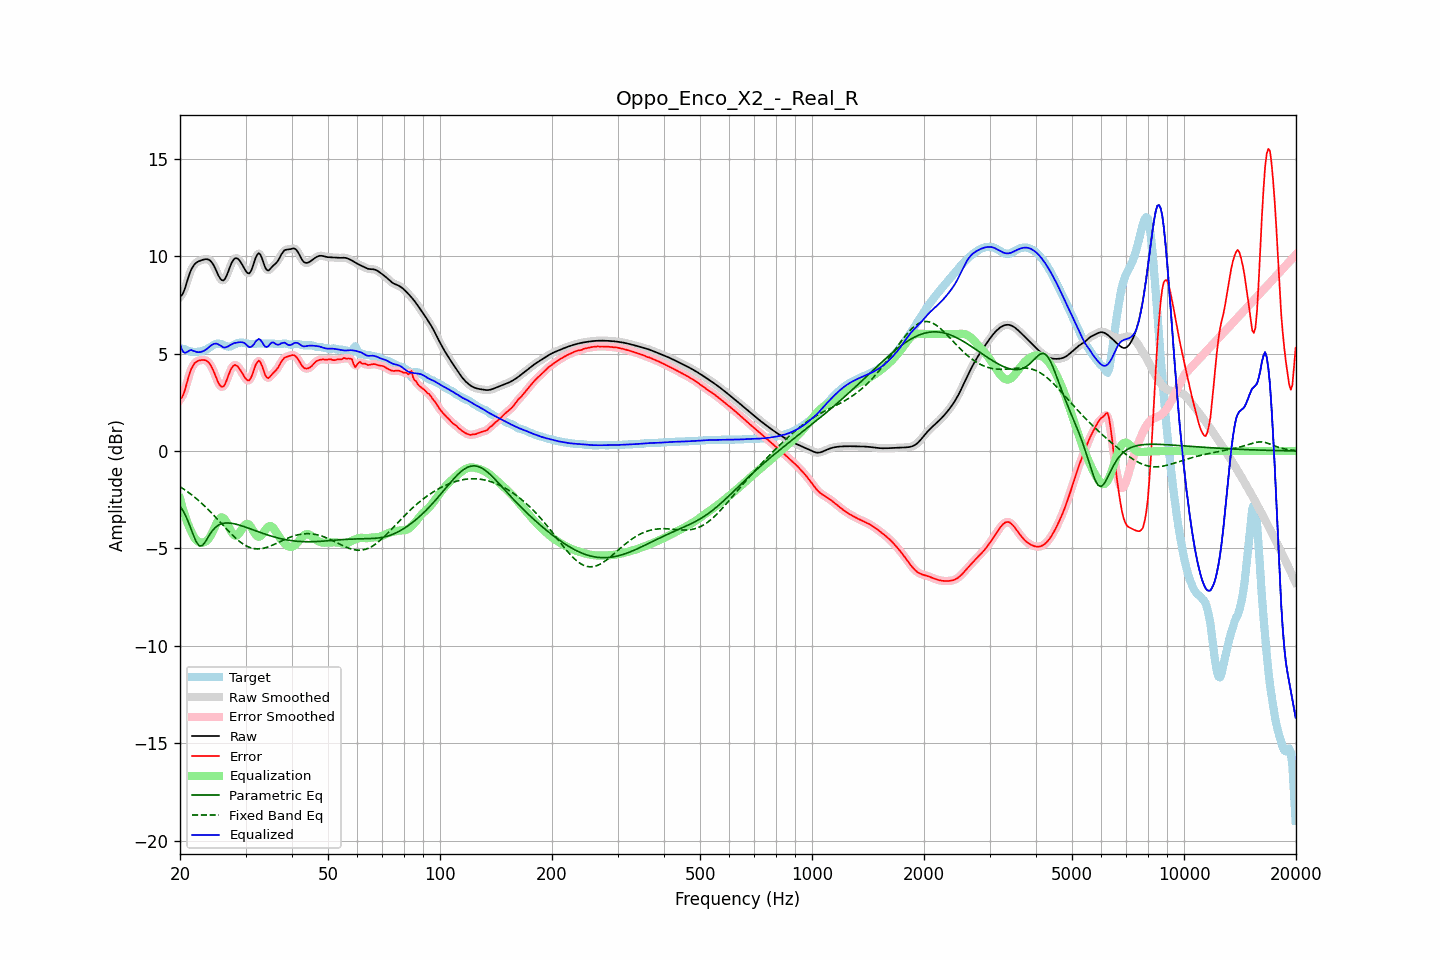 Oppo_Enco_X2_-_Real_R
Amplitude (dBr)
15
10
5
0
−5
−10
−15
−20
Target
Raw Smoothed
Error Smoothed
Raw
Error
Equalization
Parametric Eq
Fixed Band Eq
Equalized
20 50 100 200 500 1000 2000 5000 10000 20000
Frequency (Hz)